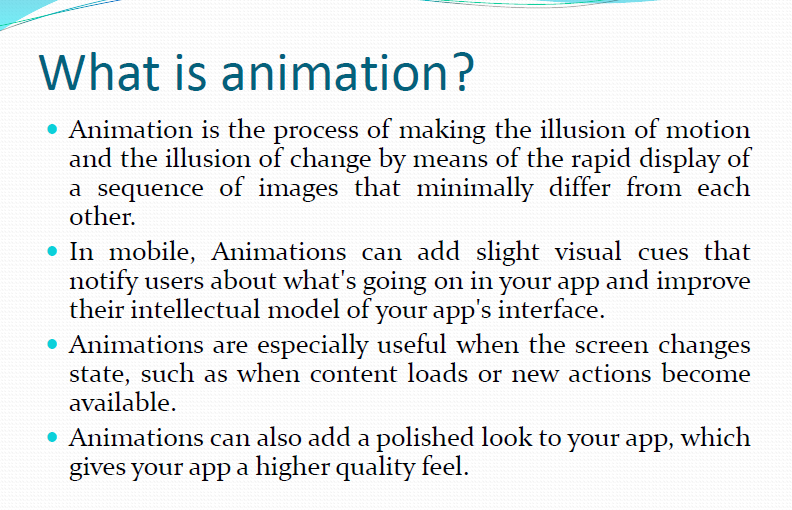 What is animation?
Animation is the process of making the illusion of motion
and the illusion of change by means of the rapid display of
a sequence of images that minimally differ from each
other.
In mobile, Animations can add slight visual cues that
notify users about what's going on in your app and improve
their intellectual model of your app's interface.
Animations are especially useful when the screen changes
state, such as when content loads or new actions become
available.
Animations can also add a polished look to your app, which
gives your app a higher quality feel.